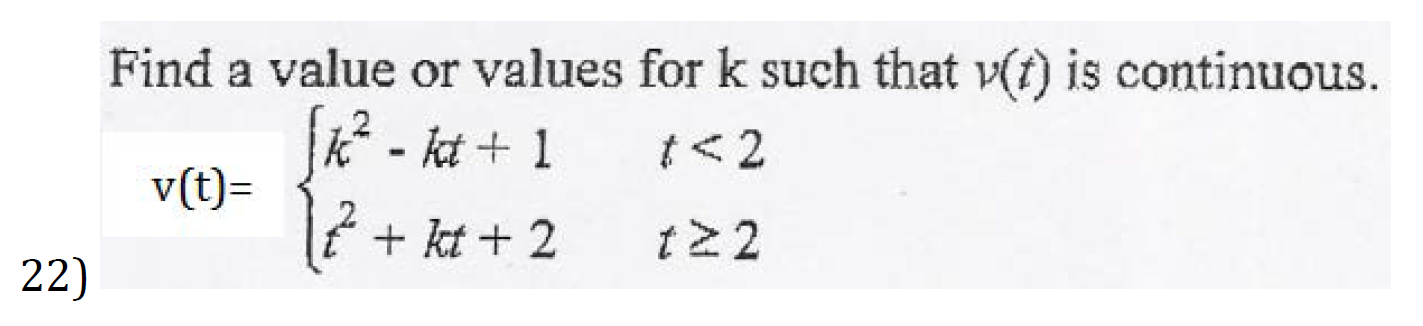 Find a value or values for k such that v(t) is continuous.
k² - kt + 1 t < 2
v(t)=
t² + kt + 2 t ≥ 2
22)